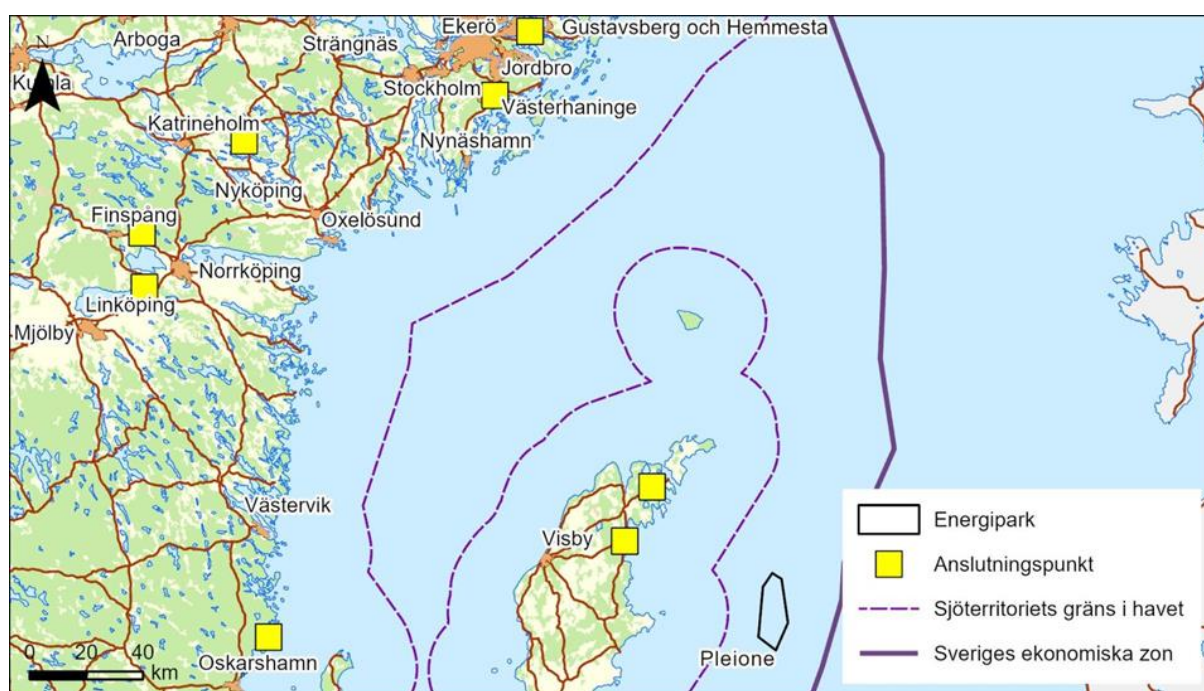 Arboga
Strängnäs
Ekerö
Gustavsberg och Hemmesta
N
Kumla
Jordbro
Stockholm
Västerhaninge
Katrineholm
Nynäshamn
Nyköping
Finspång
Oxelösund
Norrköping
Linköping
Mjölby
Västervik
Visby
Oskarshamn
Pleione
0 20 40
km
Energipark
Anslutningspunkt
Sjöterritoriets gräns i havet
Sveriges ekonomiska zon